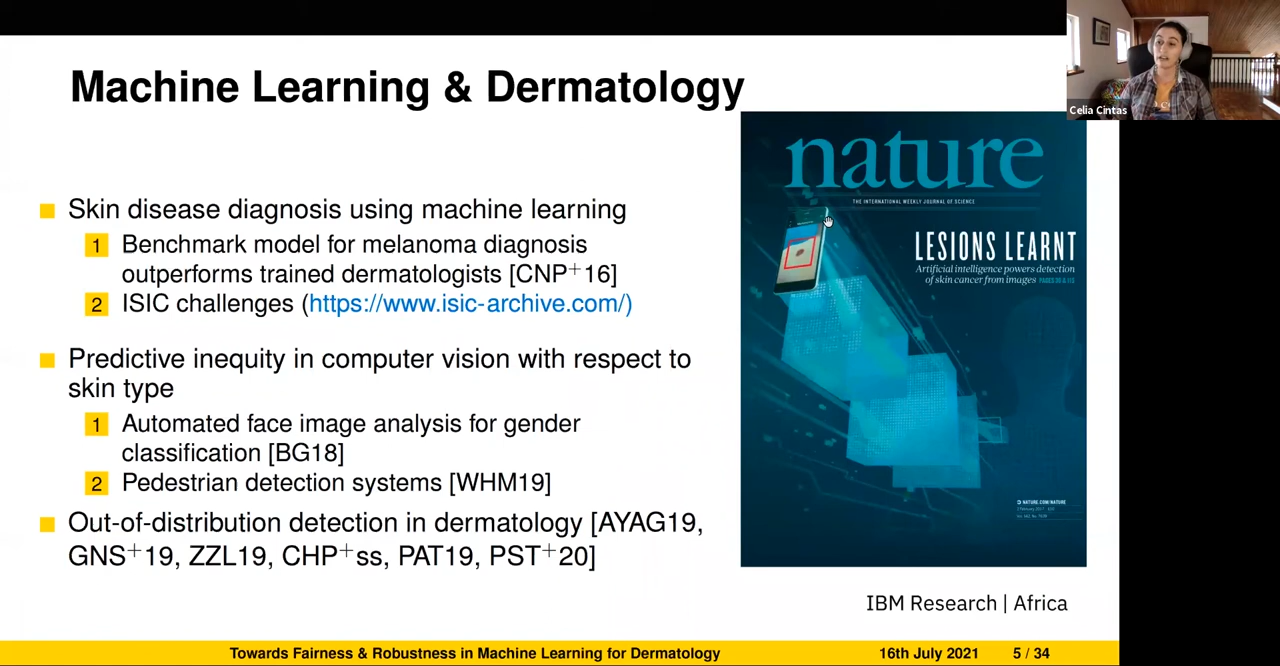 Machine Learning & Dermatology
Celia Cintas
Skin disease diagnosis using machine learning
1 Benchmark model for melanoma diagnosis
outperforms trained dermatologists [CNP+16]
2 ISIC challenges (https://www.isic-archive.com/)
Predictive inequity in computer vision with respect to
skin type
1 Automated face image analysis for gender
classification [BG18]
2 Pedestrian detection systems [WHM19]
Out-of-distribution detection in dermatology [AYAG19,
GNS+19, ZZL19, CHP+ss, PAT19, PST+20]
nature
THE INTERNATIONAL WEEKLY JOURNAL OF SCIENCE
LESIONS LEARNT
Artificial intelligence powers detection
of skin cancer from images
NATURE.COM/NATURE
IBM Research | Africa
Towards Fairness & Robustness in Machine Learning for Dermatology
16th July 2021 5 / 34